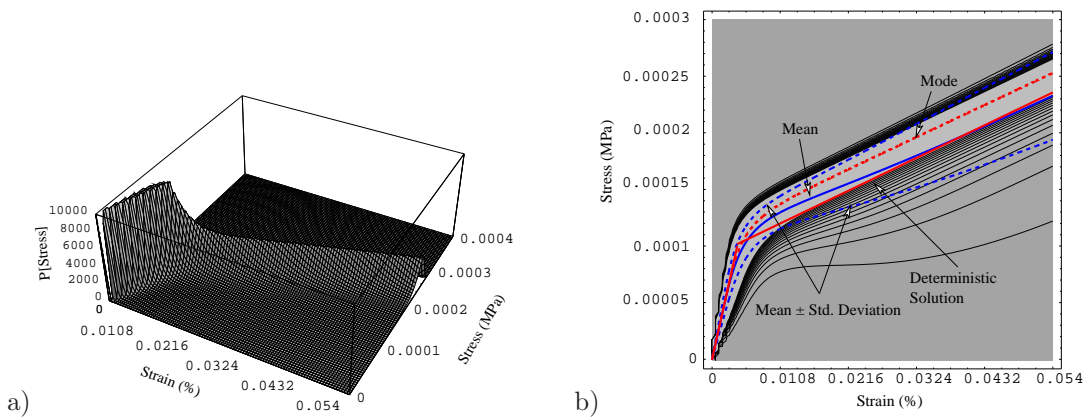 10000
8000
6000
4000
2000
0
0
P[Stress]
0.0108
0.0216
0.0324
0.0432
0.054
Strain (%)
0
0.0001
0.0002
0.0003
0.0004
Stress (MPa)
a)
0.0003
0.00025
0.0002
0.00015
0.0001
0.00005
0
Stress (MPa)
Mode
Mean
Deterministic
Solution
Mean ± Std. Deviation
0 0.0108 0.0216 0.0324 0.0432 0.054
Strain (%)
b)